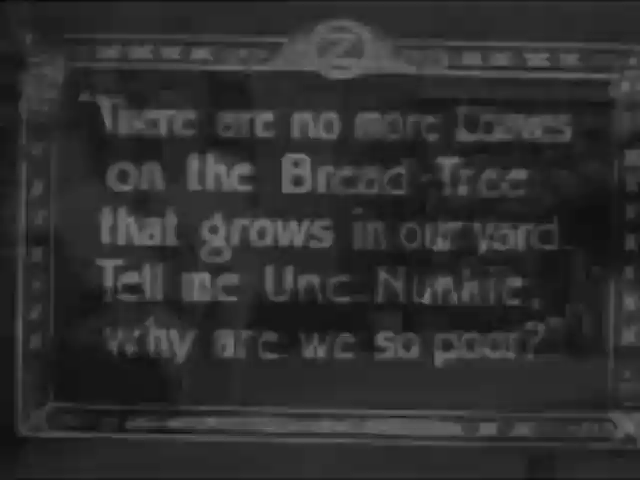 Z
"There are no more Loaves
on the Bread-Tree
that grows in our yard.
Tell me Unc Nunkie,
why are we so poor?"